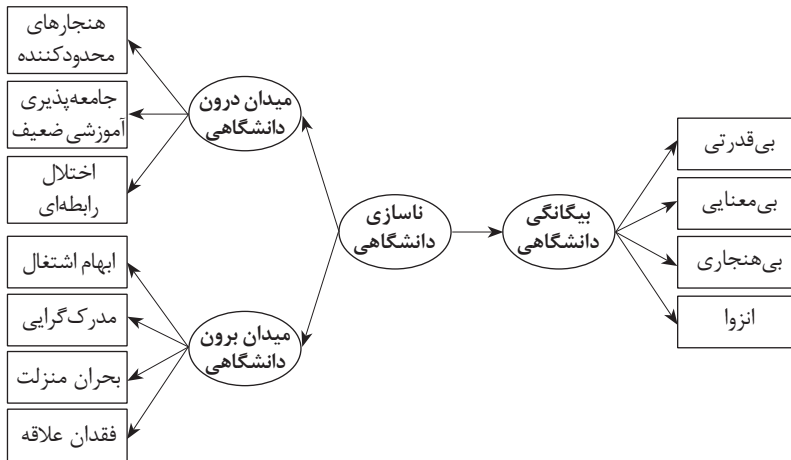 هنجارهای
محدودکننده
جامعه‌پذیری
آموزشی ضعیف
اختلال
رابطه‌ای
میدان درون
دانشگاهی
ابهام اشتغال
مدرک‌گرایی
بحران منزلت
فقدان علاقه
میدان برون
دانشگاهی
ناسازی
دانشگاهی
بیگانگی
دانشگاهی
بی‌قدرتی
بی‌معنایی
بی‌هنجاری
انزوا